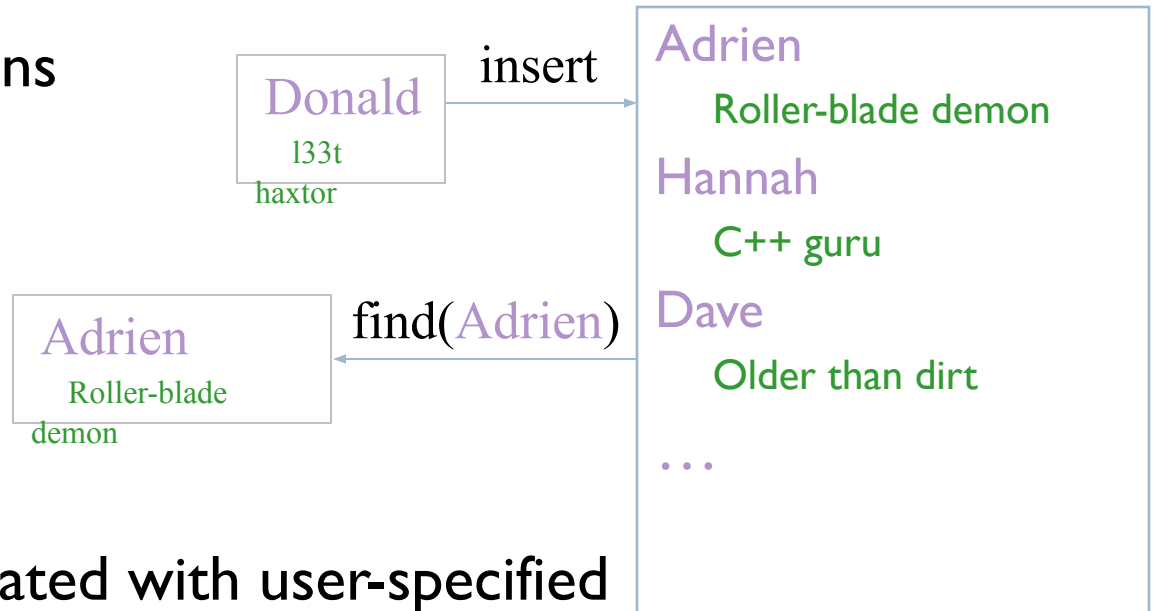 ns
insert
Donald
l33t
haxtor
find(Adrien)
Adrien
Roller-blade
demon
Adrien
Roller-blade demon
Hannah
C++ guru
Dave
Older than dirt
…
ated with user-specified